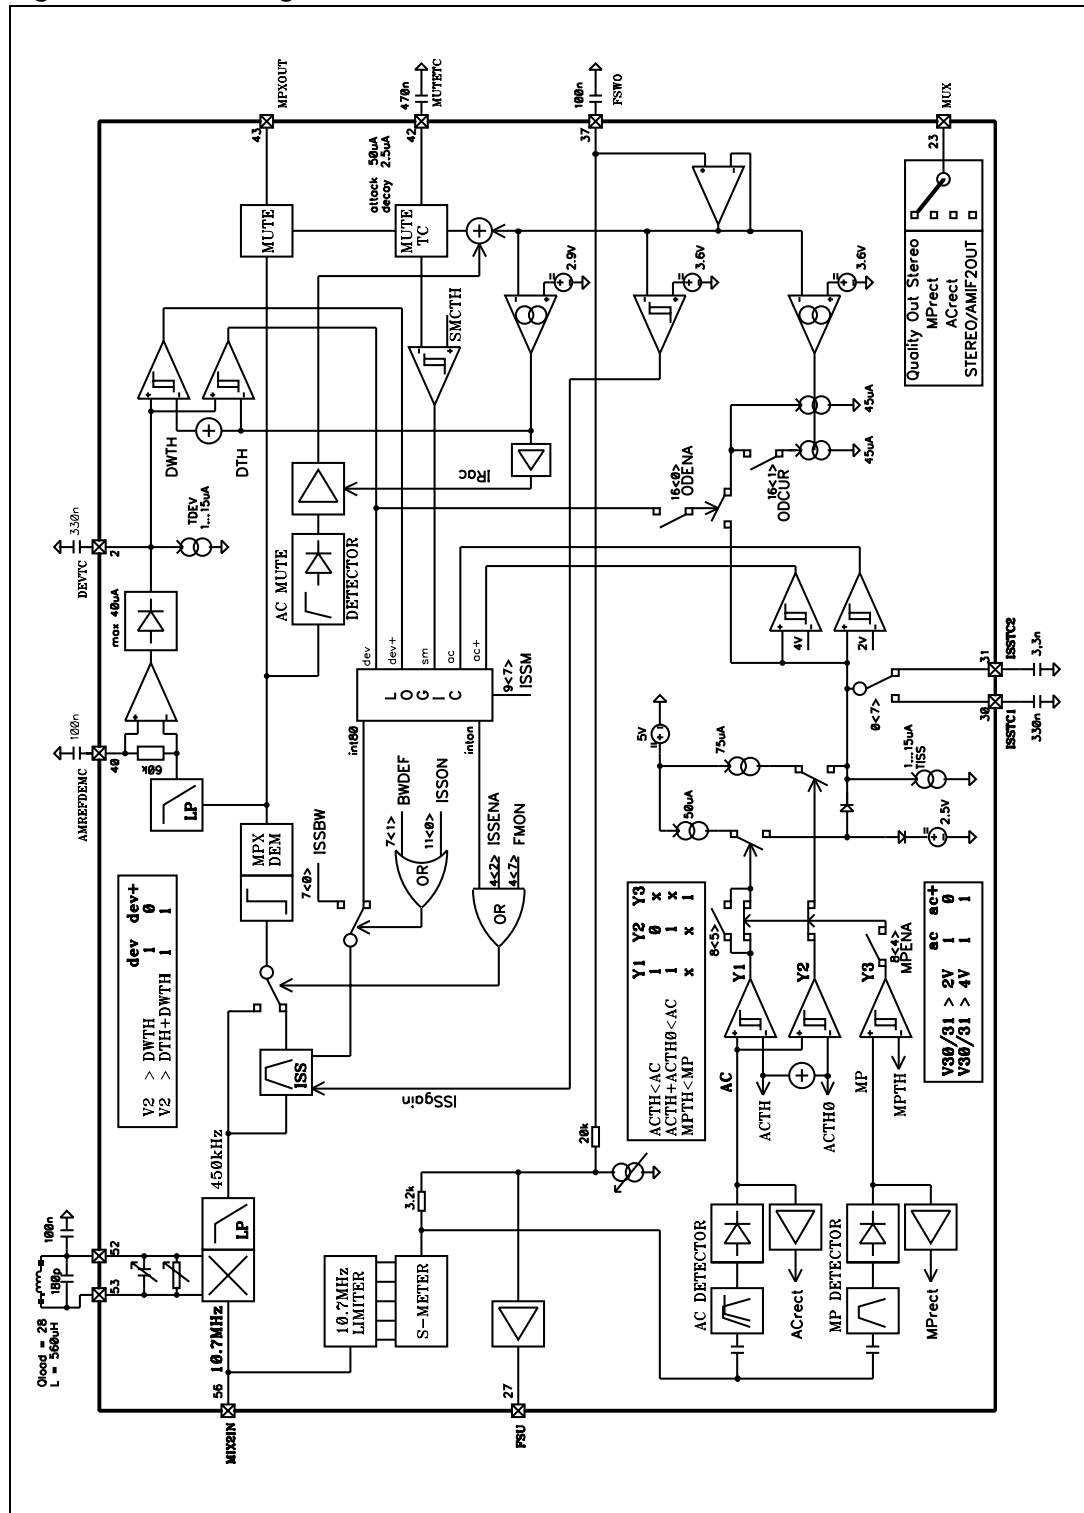 MPXOUT
470n
MUTETC
100n
FSWO
MUX
43
42
37
23
attack 50uA
decay 2.5uA
MUTE
MUTE
TC
2.9V
3.6V
3.6V
SMCTH
Quality Out Stereo
MPrect
ACrect
STEREO/AMIF2OUT
DWTH
DTH
IRac
45uA
45uA
16<0>
ODENA
16<1>
ODCUR
330n
DEVTC
2
TDEV
1...15uA
max 40uA
AC MUTE
DETECTOR
4V
2V
dev
dev+
sm
ac
ac+
LOGIC
9<7>
ISSM
int80
inton
31
ISSTC2
3,3n
30
ISSTC1
330n
0<7>
100n
AMREFDEMC
40
60k
LP
5V
75uA
50uA
1...15uA
TISS
2.5V
MPX
DEM
7<0>
ISSBW
7<1>
BWDEF
11<0>
ISSON
4<2>
ISSENA
4<7>
FMON
OR
OR
dev dev+
V2 > DWTH 1 0
V2 > DTH+DWTH 1 1
Y1 Y2 Y3
ACTH<AC 1 0 x
ACTH+ACTH0<AC 1 1 x
MPTH<MP x x 1
8<5>
8<4>
MPENA
Y1
Y2
Y3
ac ac+
V30/31 > 2V 1 0
V30/31 > 4V 1 1
ISS
ISSgain
AC
ACTH
ACTH0
MP
MPTH
450kHz
20k
3.2k
100n
180p
52
53
Qload = 28
L = 560uH
LP
10.7MHz
10.7MHz
LIMITER
S-METER
AC DETECTOR
ACrect
MP DETECTOR
MPrect
56
MIX2IN
27
FSU